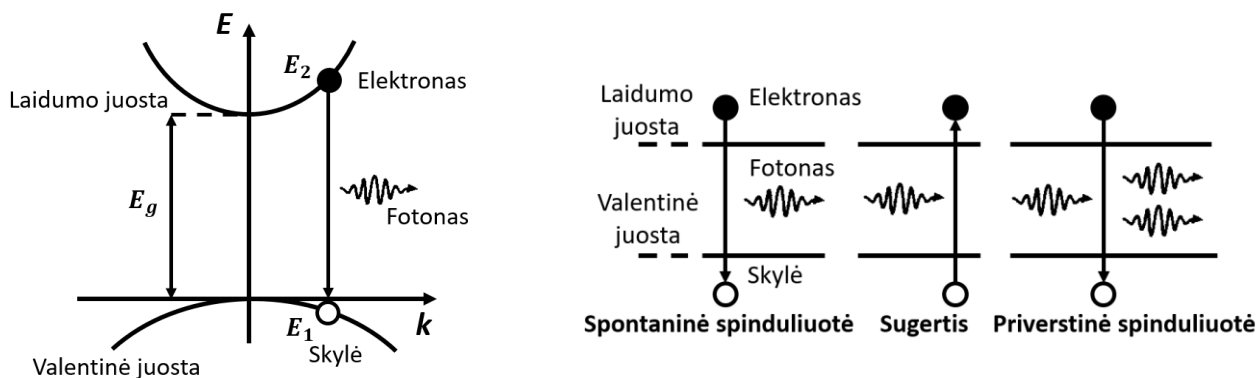 E
E₂
Elektronas
Laidumo juosta
E_g
Fotonas
k
E₁
Skylė
Valentinė juosta
Laidumo
juosta
Elektronas
Fotonas
Valentinė
juosta
Skylė
Spontaninė spinduliuotė
Sugertis
Priverstinė spinduliuotė